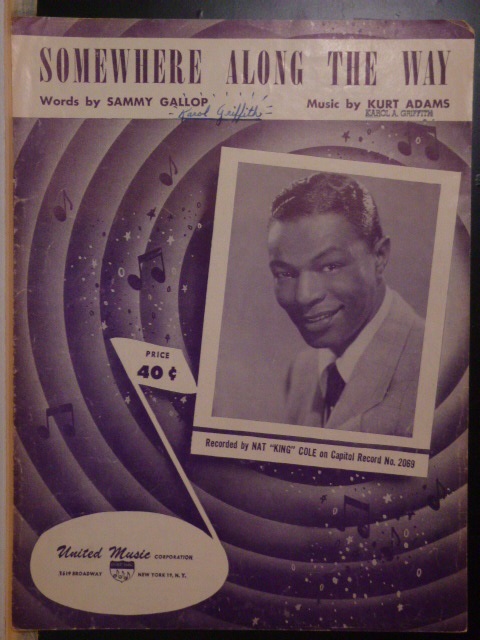 SOMEWHERE ALONG THE WAY
Words by SAMMY GALLOP
Music by KURT ADAMS
Karol Griffith
KAROL A. GRIFFITH
PRICE
40 ¢
Recorded by NAT "KING" COLE on Capitol Record No. 2069
United Music CORPORATION
1619 BROADWAY NEW YORK 19, N. Y.